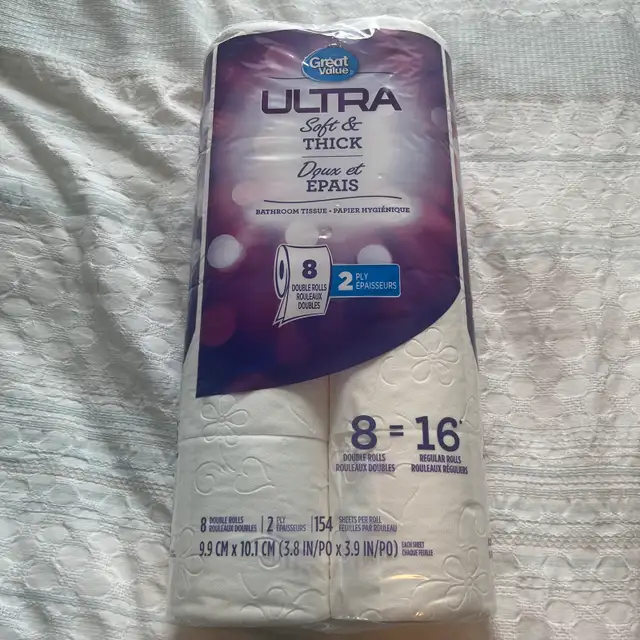 Great
Value
ULTRA
Soft &
THICK
Doux et
EPAIS
BATHROOM TISSUE • PAPIER HYGIÉNIQUE
8
DOUBLE ROLLS
ROULEAUX
DOUBLES
2 PLY
ÉPAISSEURS
8 = 16*
DOUBLE ROLLS
ROULEAUX DOUBLES
REGULAR ROLLS
ROULEAUX RÉGULIERS
8 DOUBLE ROLLS
ROULEAUX DOUBLES
2 PLY
ÉPAISSEURS
154 SHEETS PER ROLL
FEUILLES PAR ROULEAU
9.9 CM x 10.1 CM (3.8 IN/PO x 3.9 IN/PO) EACH SHEET
CHAQUE FEUILLE